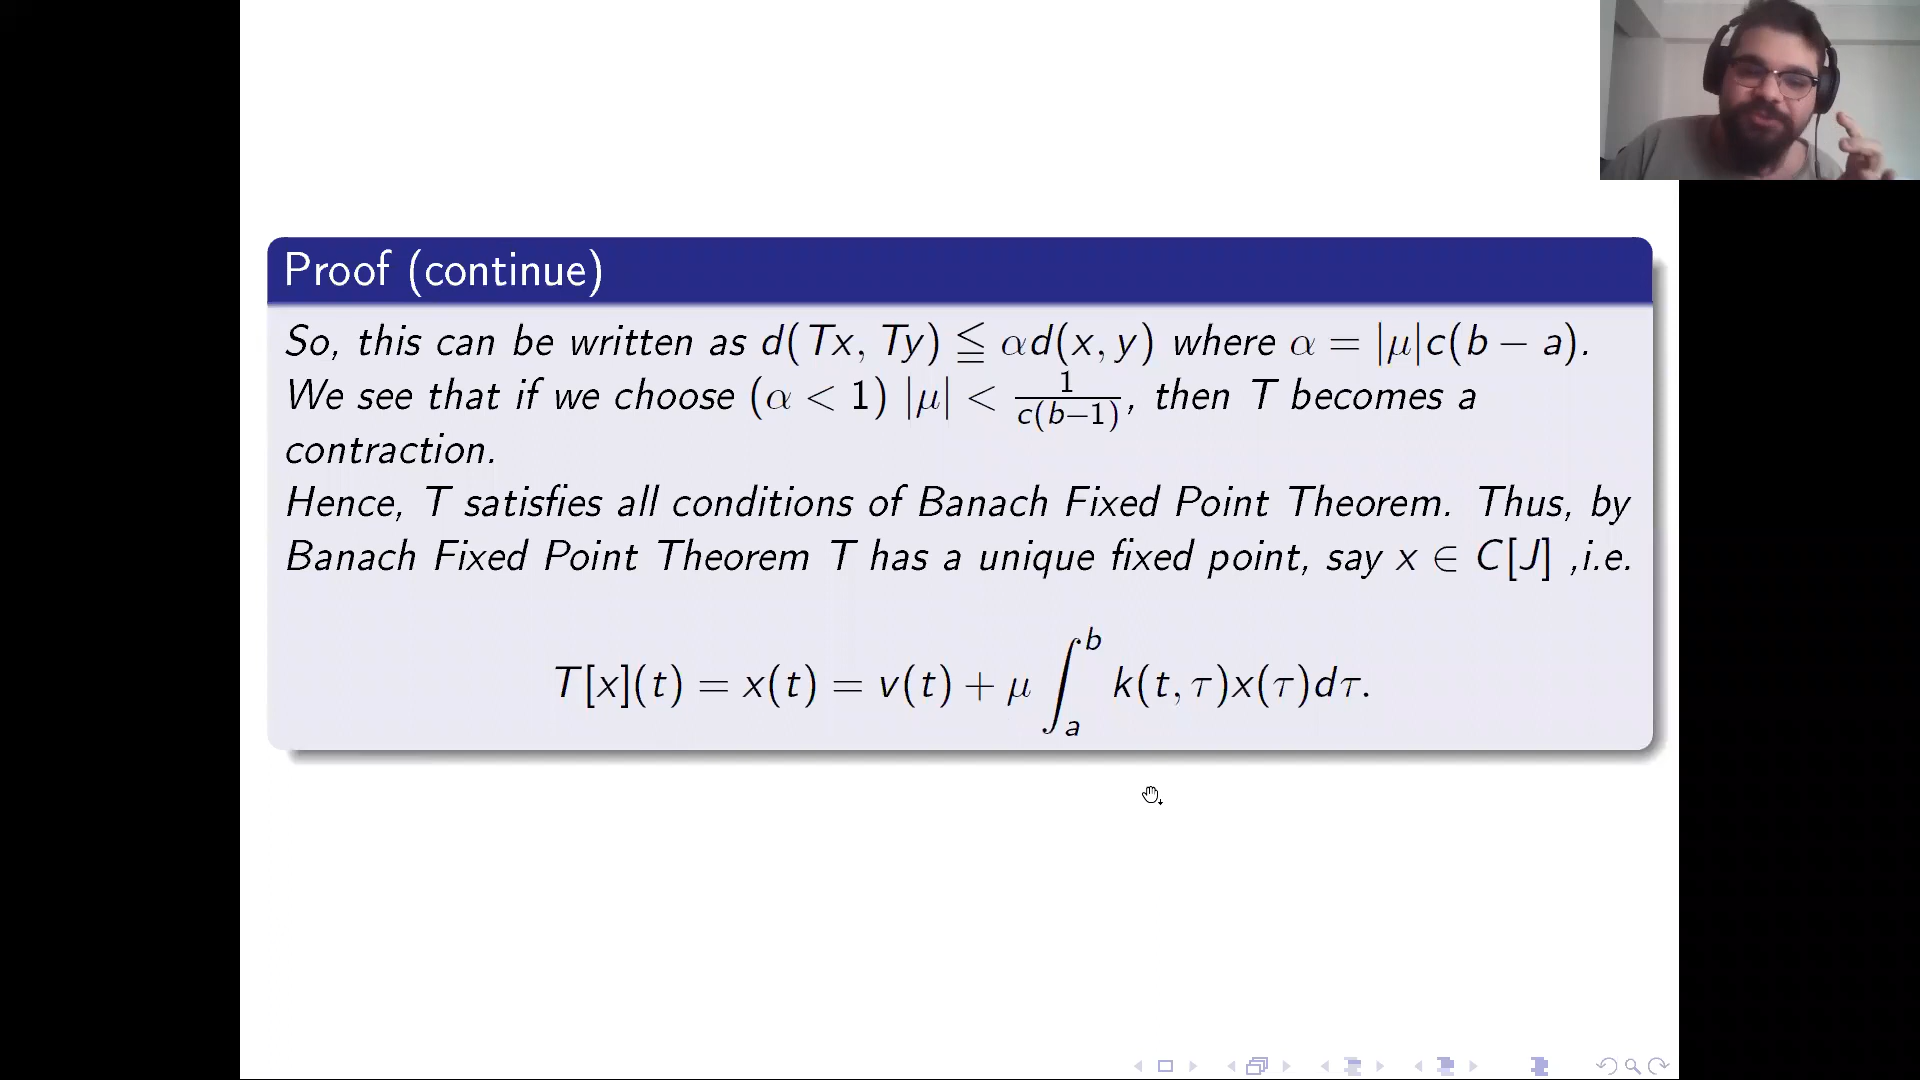 Proof (continue)
So, this can be written as d(Tx, Ty) ≦ αd(x, y) where α = |μ|c(b − a).
We see that if we choose (α < 1) |μ| < 1/c(b−1), then T becomes a
contraction.
Hence, T satisfies all conditions of Banach Fixed Point Theorem. Thus, by
Banach Fixed Point Theorem T has a unique fixed point, say x ∈ C[J] ,i.e.
T[x](t) = x(t) = v(t) + μ ∫_a^b k(t, τ)x(τ)dτ.